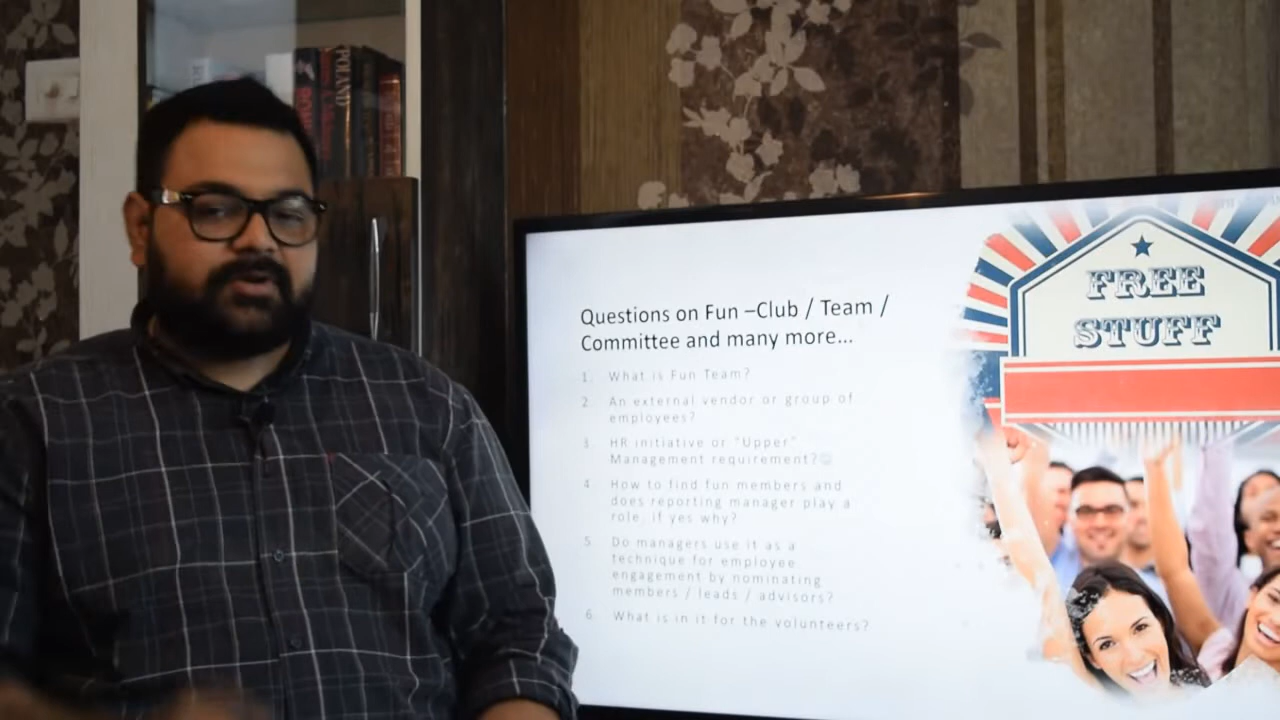 POLAND
FREE
STUFF
Questions on Fun –Club / Team /
Committee and many more...
1. What is Fun Team?
2. An external vendor or group of
employees?
3. HR initiative or "Upper"
Management requirement?☺
4. How to find fun members and
does reporting manager play a
role, if yes why?
5. Do managers use it as a
technique for employee
engagement by nominating
members / leads / advisors?
6. What is in it for the volunteers?